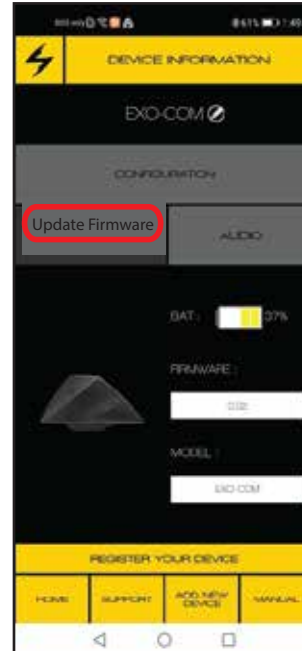 DEVICE INFORMATION
EXO-COM
CONFIGURATION
Update Firmware
AUDIO
BAT : 37%
FIRMWARE :
MODEL :
EXO-COM
REGISTER YOUR DEVICE
HOME
SUPPORT
ADD NEW
DEVICE
MANUAL